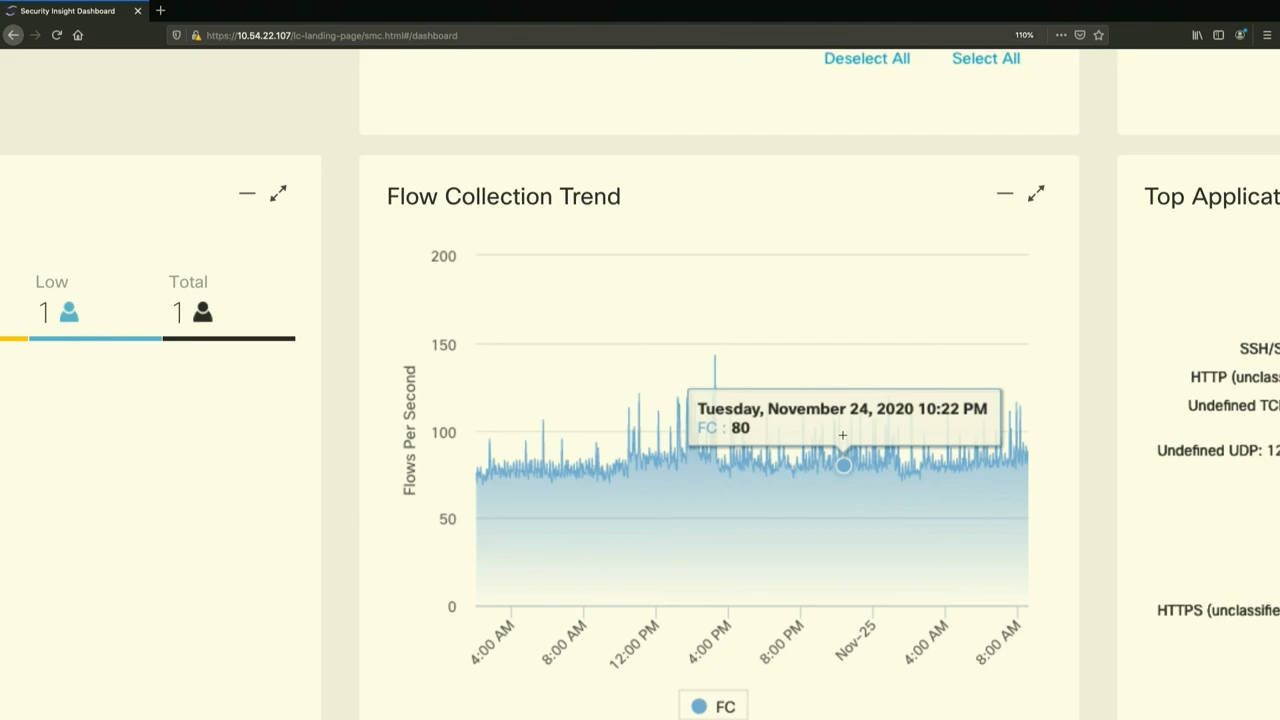 Security Insight Dashboard
https://10.54.22.107/lc-landing-page/smc.html#/dashboard
110%
Deselect All
Select All
Low
1
Total
1
Flow Collection Trend
200
150
100
50
0
Flows Per Second
Tuesday, November 24, 2020 10:22 PM
FC : 80
4:00 AM
8:00 AM
12:00 PM
4:00 PM
8:00 PM
Nov-25
4:00 AM
8:00 AM
FC
Top Applicat
SSH/S
HTTP (unclas
Undefined TC
Undefined UDP: 12
HTTPS (unclassifie